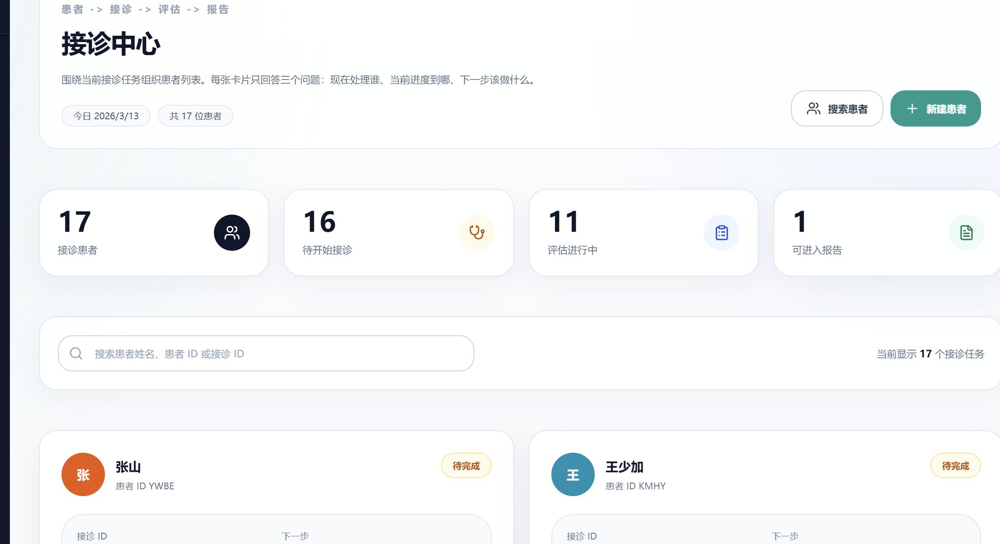 患者 -> 接诊 -> 评估 -> 报告
接诊中心
围绕当前接诊任务组织患者列表。每张卡片只回答三个问题：现在处理谁、当前进度到哪、下一步该做什么。
今日 2026/3/13
共 17 位患者
搜索患者
新建患者
17
接诊患者
16
待开始接诊
11
评估进行中
1
可进入报告
搜索患者姓名、患者 ID 或接诊 ID
当前显示 17 个接诊任务
张
张山
患者 ID YWBE
待完成
接诊 ID
下一步
王
王少加
患者 ID KMHY
待完成
接诊 ID
下一步